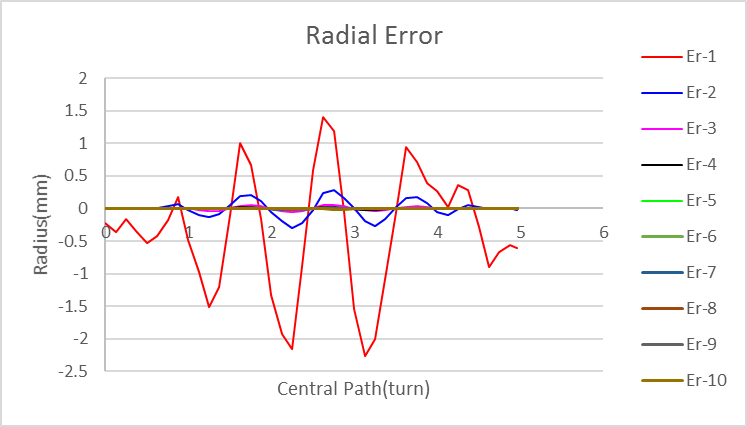 Radial Error
2
1.5
1
0.5
0
-0.5
-1
-1.5
-2
-2.5
0 1 2 3 4 5 6
Radius(mm)
Central Path(turn)
Er-1
Er-2
Er-3
Er-4
Er-5
Er-6
Er-7
Er-8
Er-9
Er-10